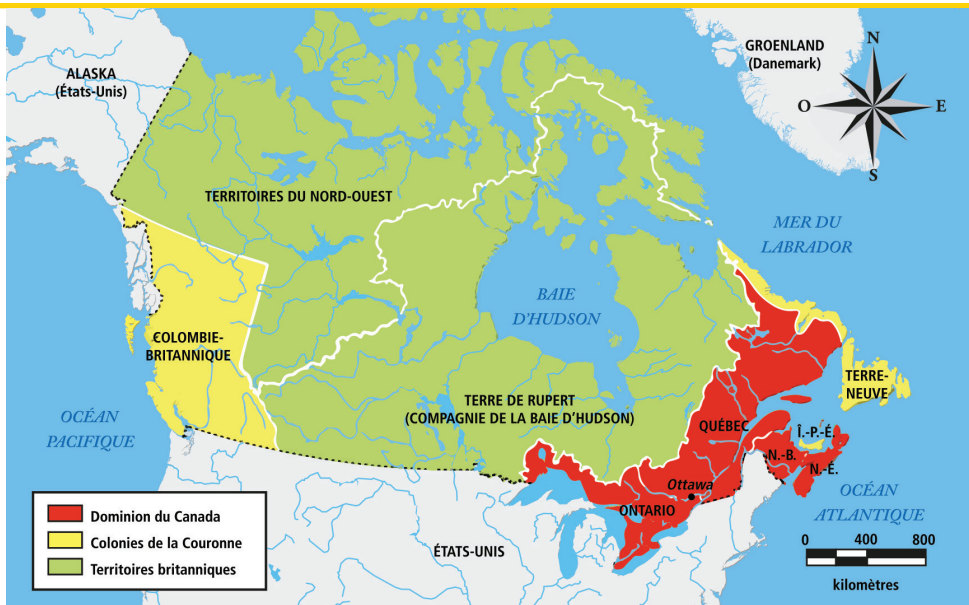 GROENLAND
(Danemark)
N
O
E
S
ALASKA
(États-Unis)
TERRITOIRES DU NORD-OUEST
MER DU
LABRADOR
BAIE
D'HUDSON
COLOMBIE-
BRITANNIQUE
TERRE-
NEUVE
TERRE DE RUPERT
(COMPAGNIE DE LA BAIE D'HUDSON)
OCÉAN
PACIFIQUE
QUÉBEC
Î.-P.-É.
N.-B.
N.-É.
Ottawa
ONTARIO
OCÉAN
ATLANTIQUE
ÉTATS-UNIS
Dominion du Canada
Colonies de la Couronne
Territoires britanniques
0 400 800
kilomètres